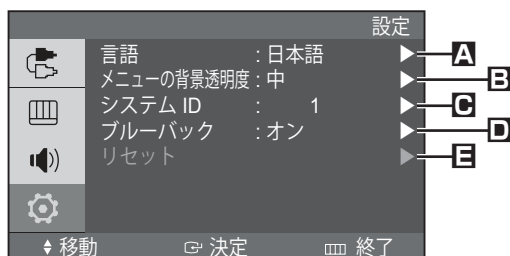 設定
言語 : 日本語 A
メニューの背景透明度 : 中 B
システム ID : 1 C
ブルーバック : オン D
リセット E
移動 決定 終了